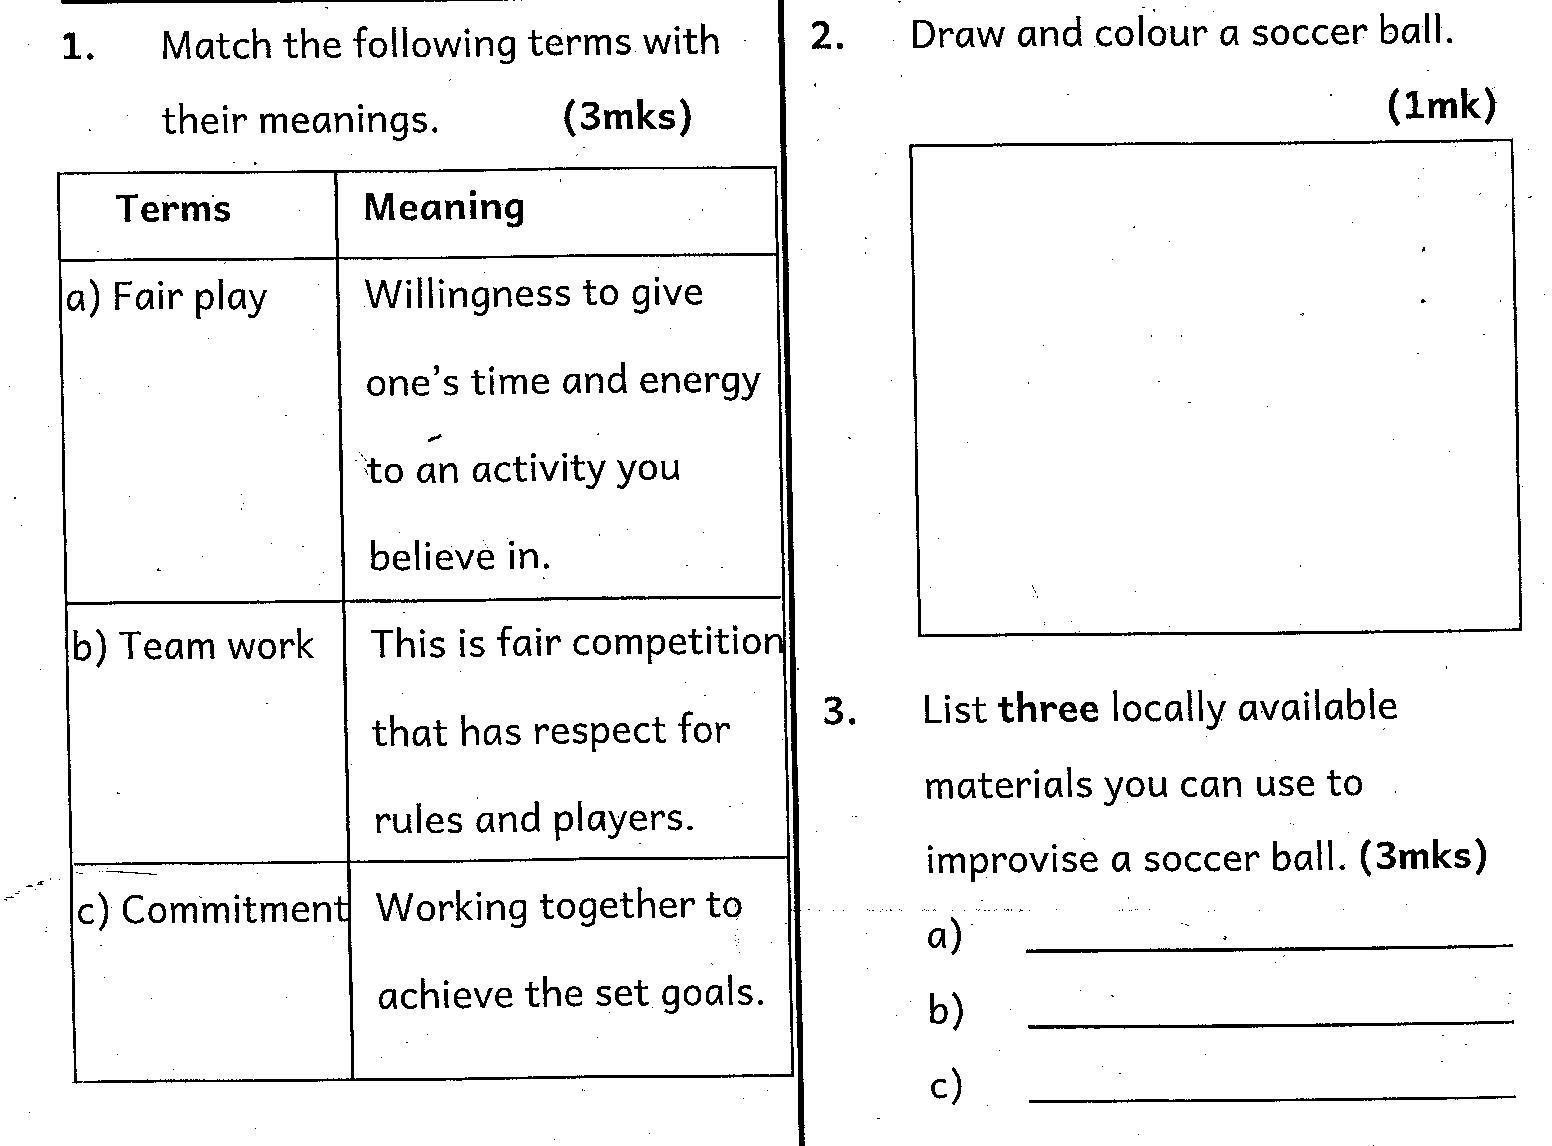 1. Match the following terms with
their meanings. (3mks)
Terms Meaning
a) Fair play Willingness to give
one's time and energy
to an activity you
believe in.
b) Team work This is fair competition
that has respect for
rules and players.
c) Commitment Working together to
achieve the set goals.
2. Draw and colour a soccer ball.
(1mk)
3. List three locally available
materials you can use to
improvise a soccer ball. (3mks)
a)
b)
c)